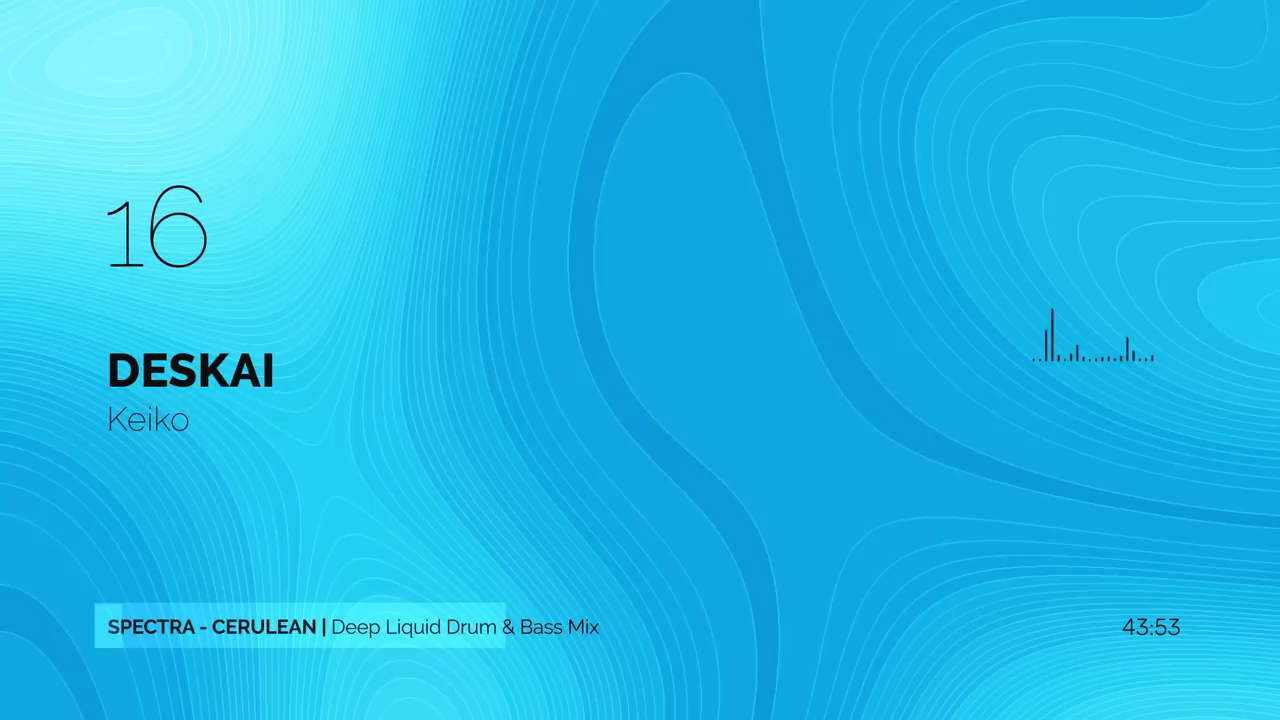 16
DESKAI
Keiko
SPECTRA - CERULEAN | Deep Liquid Drum & Bass Mix
43:53